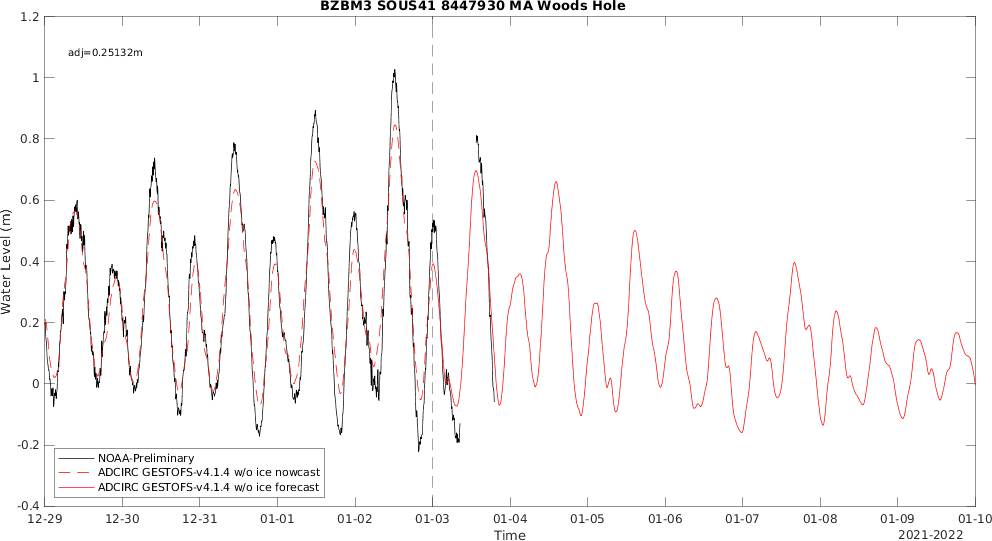 BZBM3 SOUS41 8447930 MA Woods Hole
adj=0.25132m
Water Level (m)
1.2
1
0.8
0.6
0.4
0.2
0
-0.2
-0.4
NOAA-Preliminary
ADCIRC GESTOFS-v4.1.4 w/o ice nowcast
ADCIRC GESTOFS-v4.1.4 w/o ice forecast
12-29 12-30 12-31 01-01 01-02 01-03 01-04 01-05 01-06 01-07 01-08 01-09 01-10
Time
2021-2022